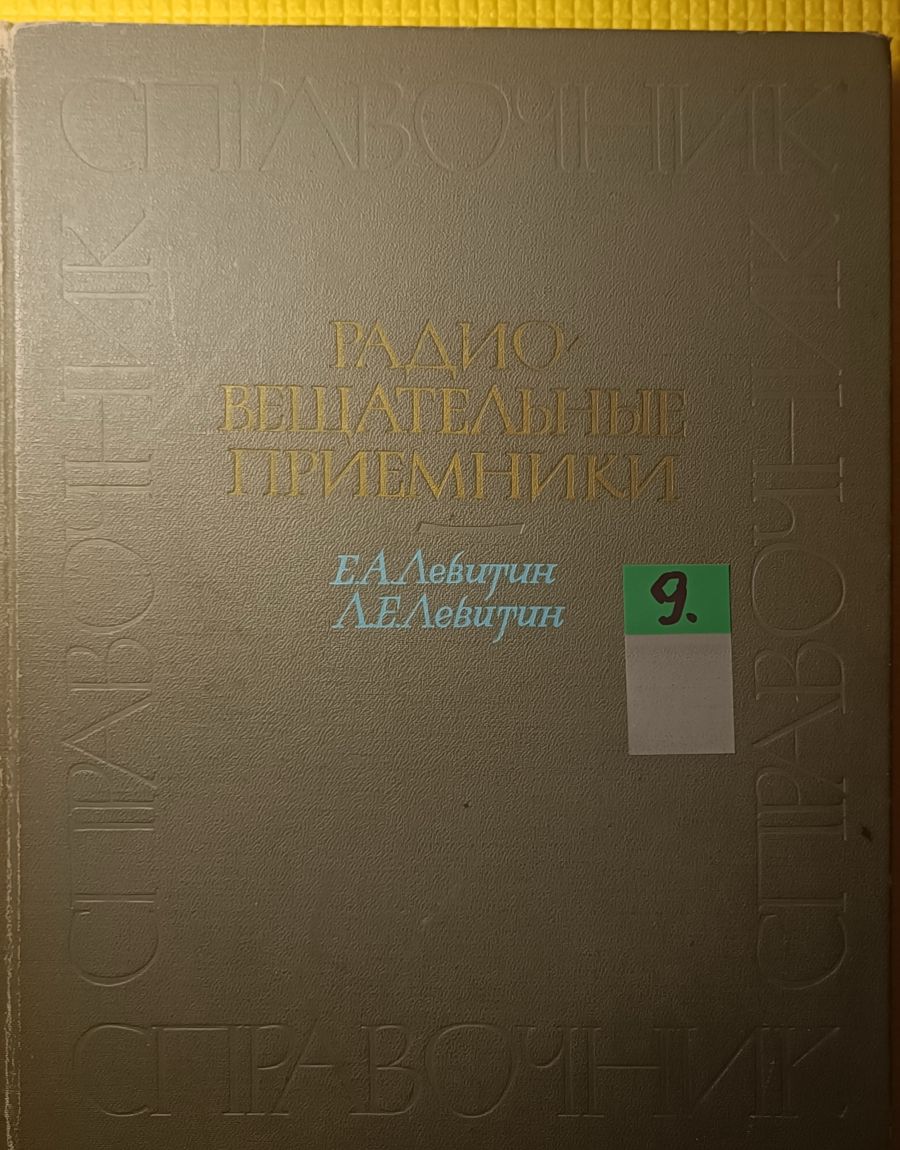 СПРАВОЧНИК
СПРАВОЧНИК
РАДИО-
ВЕЩАТЕЛЬНЫЕ
ПРИЕМНИКИ
Е.А.Левитин
Л.Е.Левитин
9.
СПРАВОЧНИК
СПРАВОЧНИК